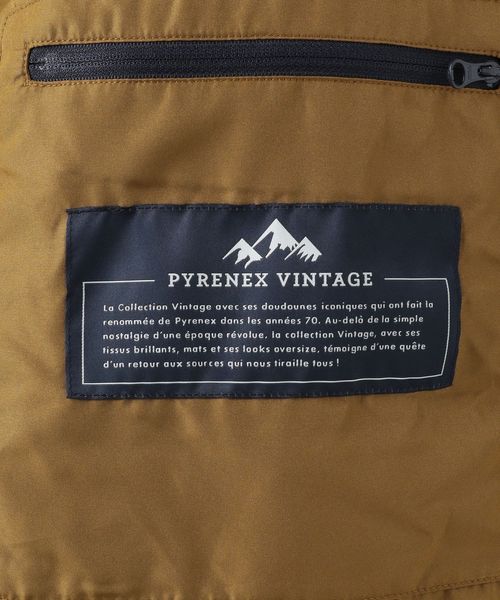 PYRENEX VINTAGE
La Collection Vintage avec ses doudounes iconiques qui ont fait la
renommée de Pyrenex dans les années 70. Au-delà de la simple
nostalgie d'une époque révolue, la collection Vintage, avec ses
tissus brillants, mats et ses looks oversize, témoigne d'une quête
d'un retour aux sources qui nous tiraille tous !